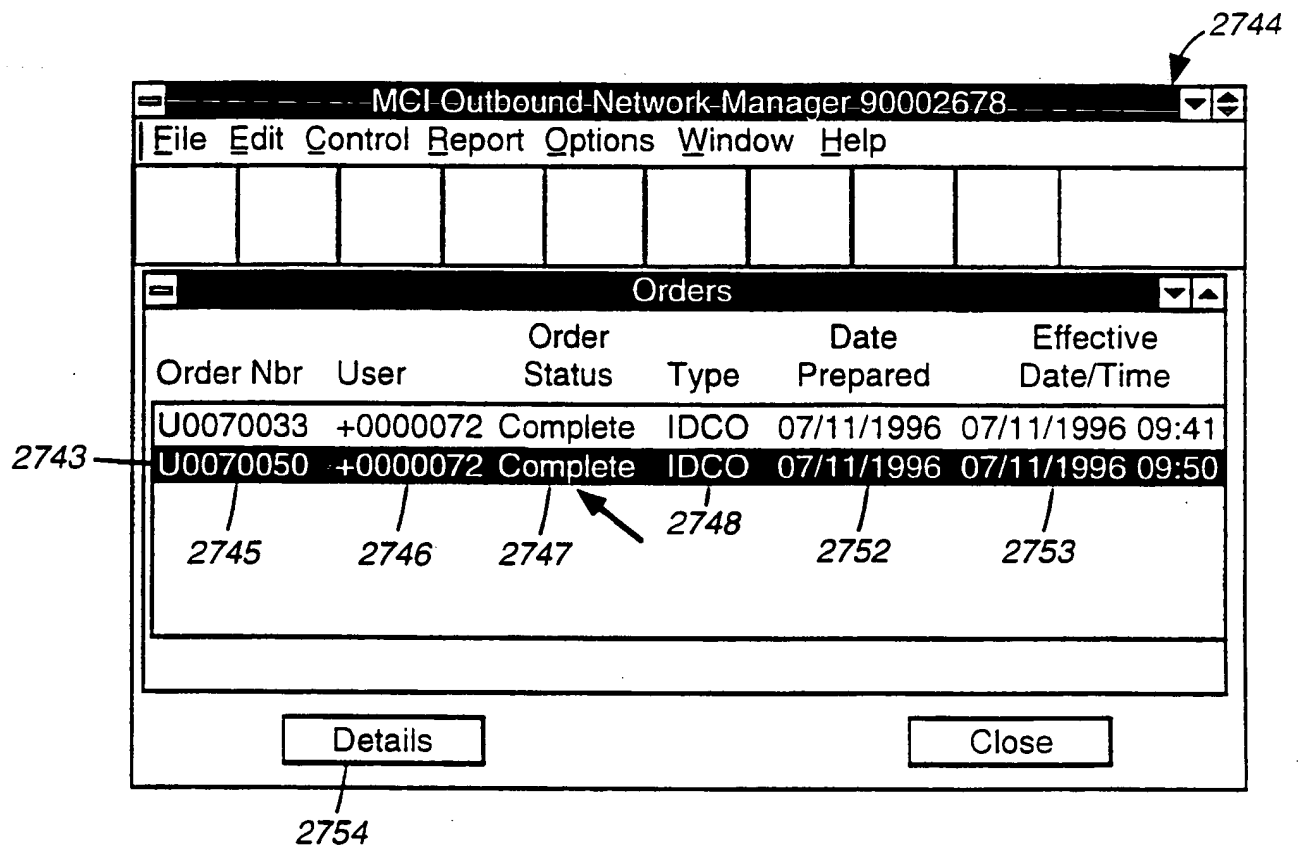 2744
MCI Outbound Network Manager 90002678
File Edit Control Report Options Window Help
Orders
Order Nbr User Order Status Type Date Prepared Effective Date/Time
U0070033 +0000072 Complete IDCO 07/11/1996 07/11/1996 09:41
2743 U0070050 +0000072 Complete IDCO 07/11/1996 07/11/1996 09:50
2745 2746 2747 2748 2752 2753
Details Close
2754